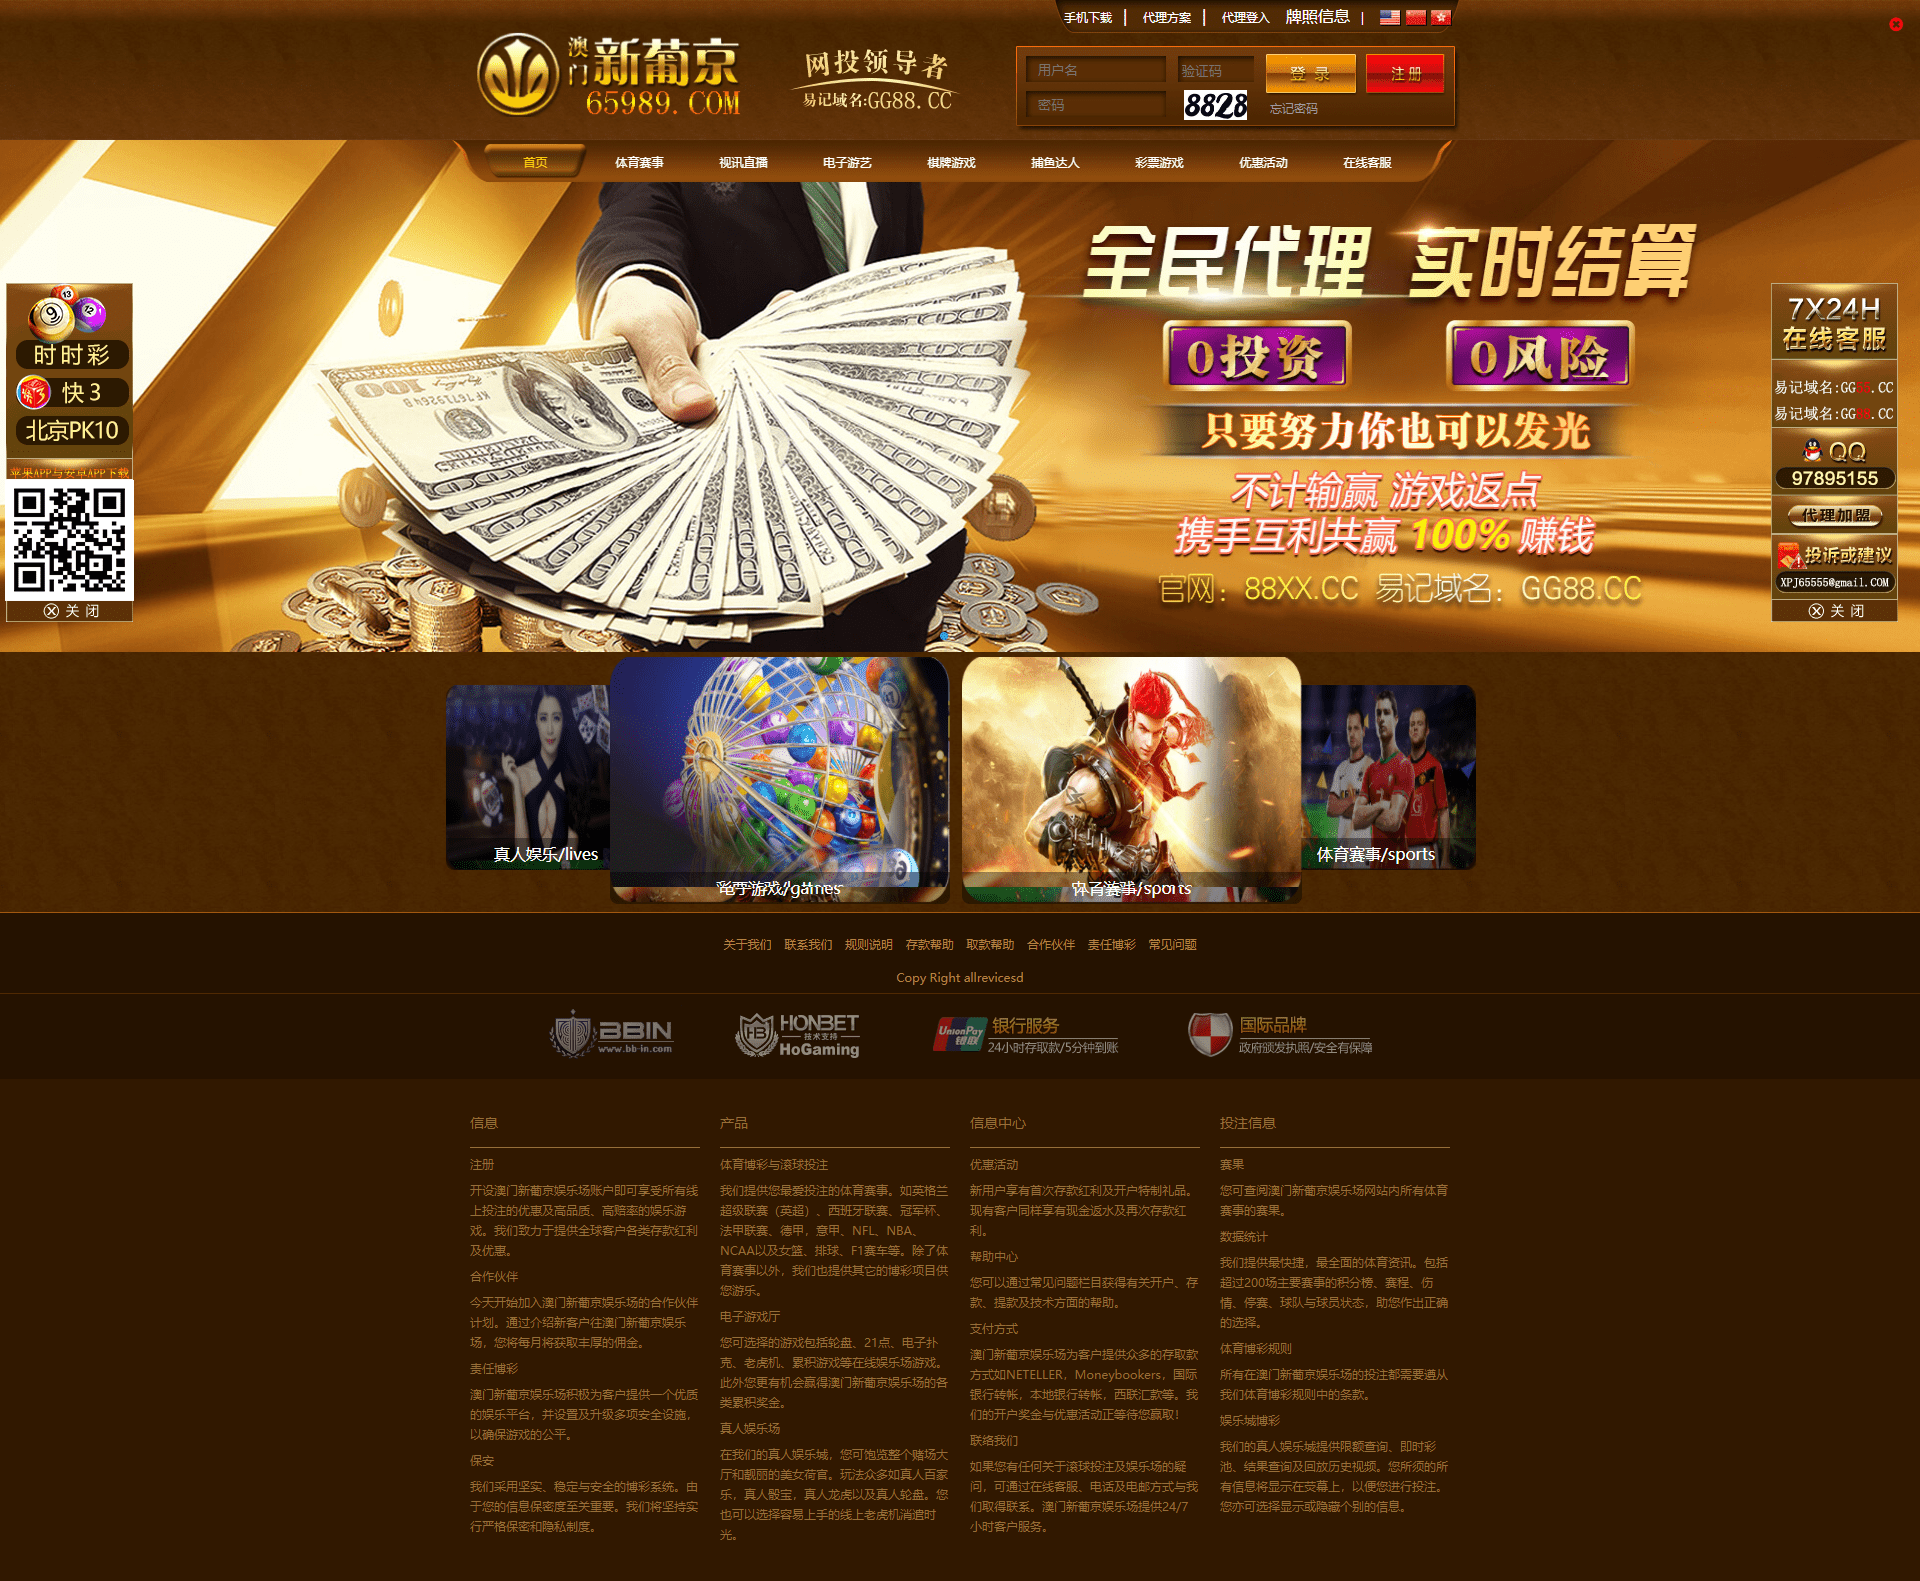 手机下载 | 代理方案 | 代理登入 牌照信息 |
澳门新葡京
65989.COM
网投领导者
易记域名:GG88.CC
用户名
验证码
登 录
注 册
密码
8828
忘记密码
首页 体育赛事 视讯直播 电子游艺 棋牌游戏 捕鱼达人 彩票游戏 优惠活动 在线客服
全民代理 实时结算
0投资 0风险
只要努力你也可以发光
不计输赢 游戏返点
携手互利共赢 100% 赚钱
官网：88XX.CC 易记域名：GG88.CC
13
9
12
时时彩
快3
北京PK10
苹果APP与安卓APP下载
关 闭
7X24H
在线客服
易记域名:GG88.CC
易记域名:GG88.CC
QQ
97895155
代理加盟
投诉或建议
XPJ65555@gmail.COM
关 闭
100
真人娱乐/lives
体育赛事/sports
关于我们 联系我们 规则说明 存款帮助 取款帮助 合作伙伴 责任博彩 常见问题
Copy Right allrevicesd
BBIN
www.bb-in.com
HB
HONBET
技术支持
HoGaming
UnionPay
银联
银行服务
24小时存取款/5分钟到账
国际品牌
政府颁发执照/安全有保障
信息
注册
开设澳门新葡京娱乐场账户即可享受所有线
上投注的优惠及高品质、高赔率的娱乐游
戏。我们致力于提供全球客户各类存款红利
及优惠。
合作伙伴
今天开始加入澳门新葡京娱乐场的合作伙伴
计划。通过介绍新客户往澳门新葡京娱乐
场，您将每月将获取丰厚的佣金。
责任博彩
澳门新葡京娱乐场积极为客户提供一个优质
的娱乐平台，并设置及升级多项安全设施，
以确保游戏的公平。
保安
我们采用坚实、稳定与安全的博彩系统。由
于您的信息保密度至关重要。我们将坚持实
行严格保密和隐私制度。
产品
体育博彩与滚球投注
我们提供您最爱投注的体育赛事。如英格兰
超级联赛（英超）、西班牙联赛、冠军杯、
法甲联赛、德甲，意甲、NFL、NBA、
NCAA以及女篮、排球、F1赛车等。除了体
育赛事以外，我们也提供其它的博彩项目供
您游乐。
电子游戏厅
您可选择的游戏包括轮盘、21点、电子扑
克、老虎机、累积游戏等在线娱乐场游戏。
此外您更有机会赢得澳门新葡京娱乐场的各
类累积奖金。
真人娱乐场
在我们的真人娱乐城，您可饱览整个赌场大
厅和靓丽的美女荷官。玩法众多如真人百家
乐，真人骰宝，真人龙虎以及真人轮盘。您
也可以选择容易上手的线上老虎机消遣时
光。
信息中心
优惠活动
新用户享有首次存款红利及开户特制礼品。
现有客户同样享有现金返水及再次存款红
利。
帮助中心
您可以通过常见问题栏目获得有关开户、存
款、提款及技术方面的帮助。
支付方式
澳门新葡京娱乐场为客户提供众多的存取款
方式如NETELLER，Moneybookers，国际
银行转帐，本地银行转帐，西联汇款等。我
们的开户奖金与优惠活动正等待您赢取！
联络我们
如果您有任何关于滚球投注及娱乐场的疑
问，可通过在线客服、电话及电邮方式与我
们取得联系。澳门新葡京娱乐场提供24/7
小时客户服务。
投注信息
赛果
您可查阅澳门新葡京娱乐场网站内所有体育
赛事的赛果。
数据统计
我们提供最快捷，最全面的体育资讯。包括
超过200场主要赛事的积分榜、赛程、伤
情、停赛、球队与球员状态，助您作出正确
的选择。
体育博彩规则
所有在澳门新葡京娱乐场的投注都需要遵从
我们体育博彩规则中的条款。
娱乐城博彩
我们的真人娱乐城提供限额查询、即时彩
池、结果查询及回放历史视频。您所须的所
有信息将显示在荧幕上，以便您进行投注。
您亦可选择显示或隐藏个别的信息。